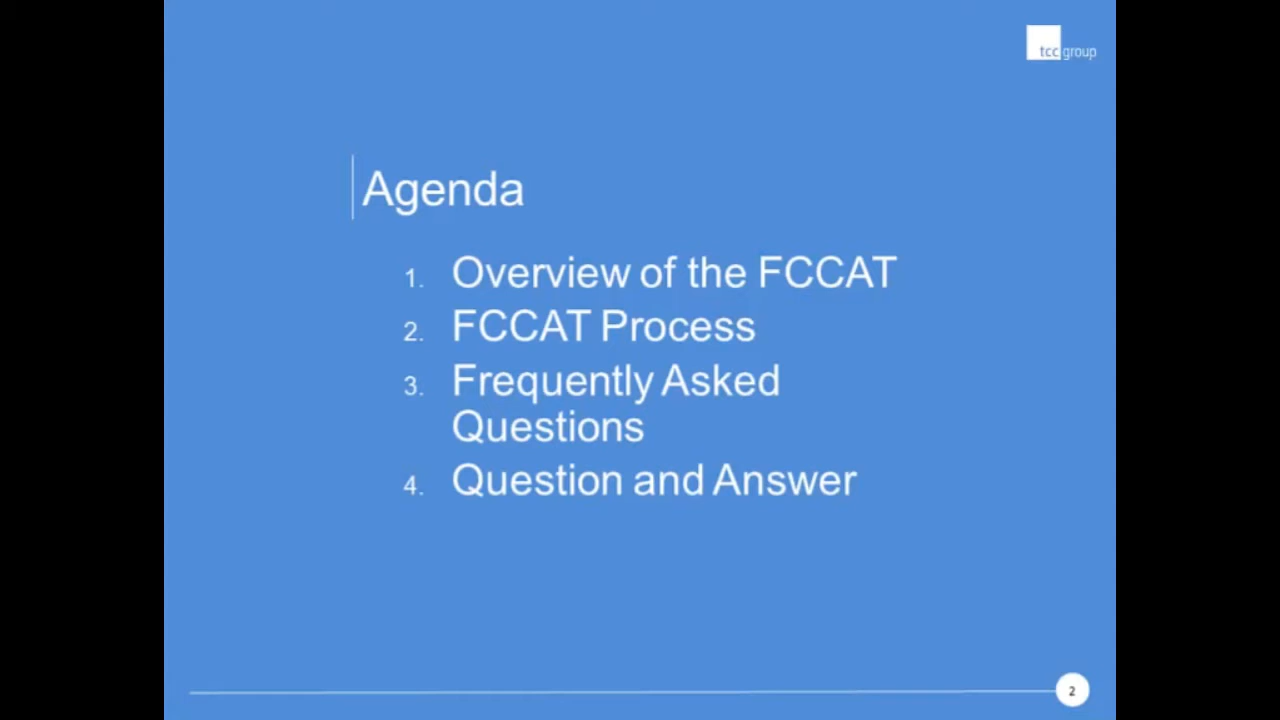 tcc group
Agenda
1. Overview of the FCCAT
2. FCCAT Process
3. Frequently Asked
Questions
4. Question and Answer
2